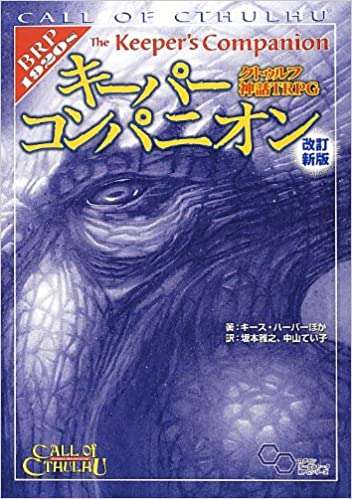 CALL OF CTHULHU
BRP
1920s
The Keeper's Companion
キーパー
クトゥルフ
神話TRPG
コンパニオン
改訂
新版
著：キース・ハーバーほか
訳：坂本雅之、中山てい子
CALL of
CTHULHU